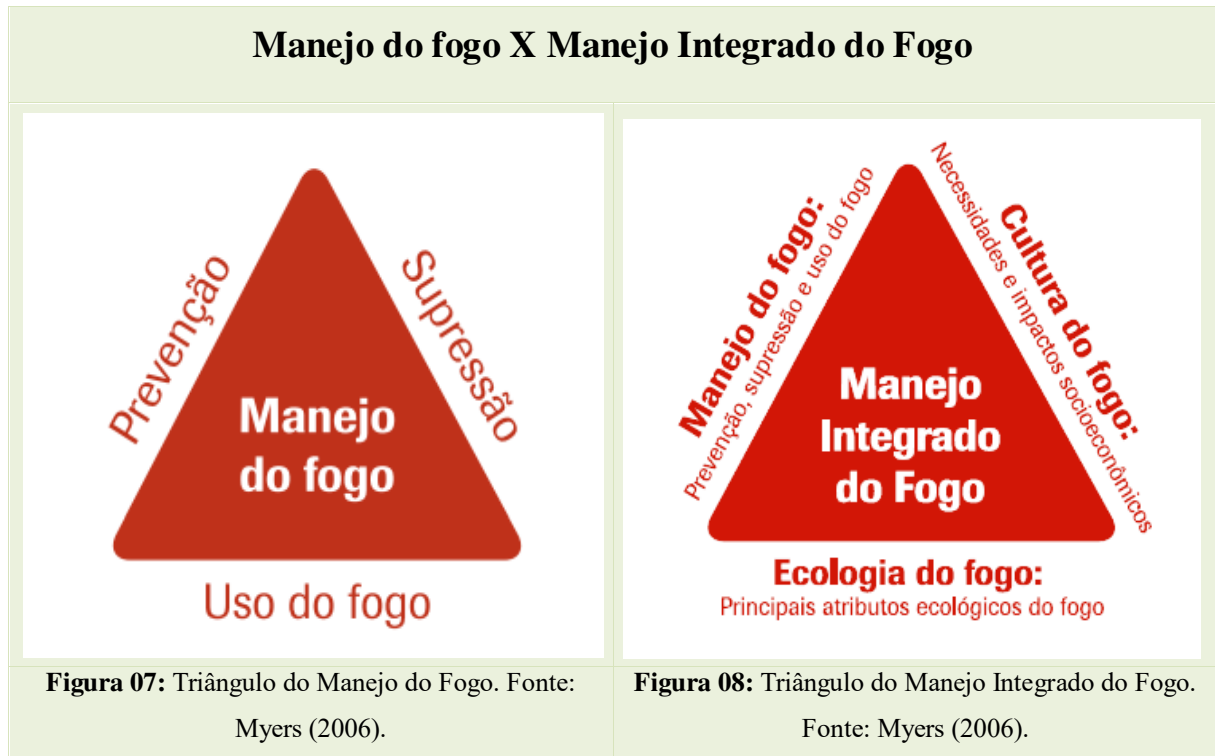 Manejo do fogo X Manejo Integrado do Fogo
Prevenção
Supressão
Manejo
do fogo
Uso do fogo
Figura 07: Triângulo do Manejo do Fogo. Fonte:
Myers (2006).
Manejo do fogo:
Prevenção, supressão e uso do fogo
Cultura do fogo:
Necessidades e impactos socioeconômicos
Manejo
Integrado
do Fogo
Ecologia do fogo:
Principais atributos ecológicos do fogo
Figura 08: Triângulo do Manejo Integrado do Fogo.
Fonte: Myers (2006).